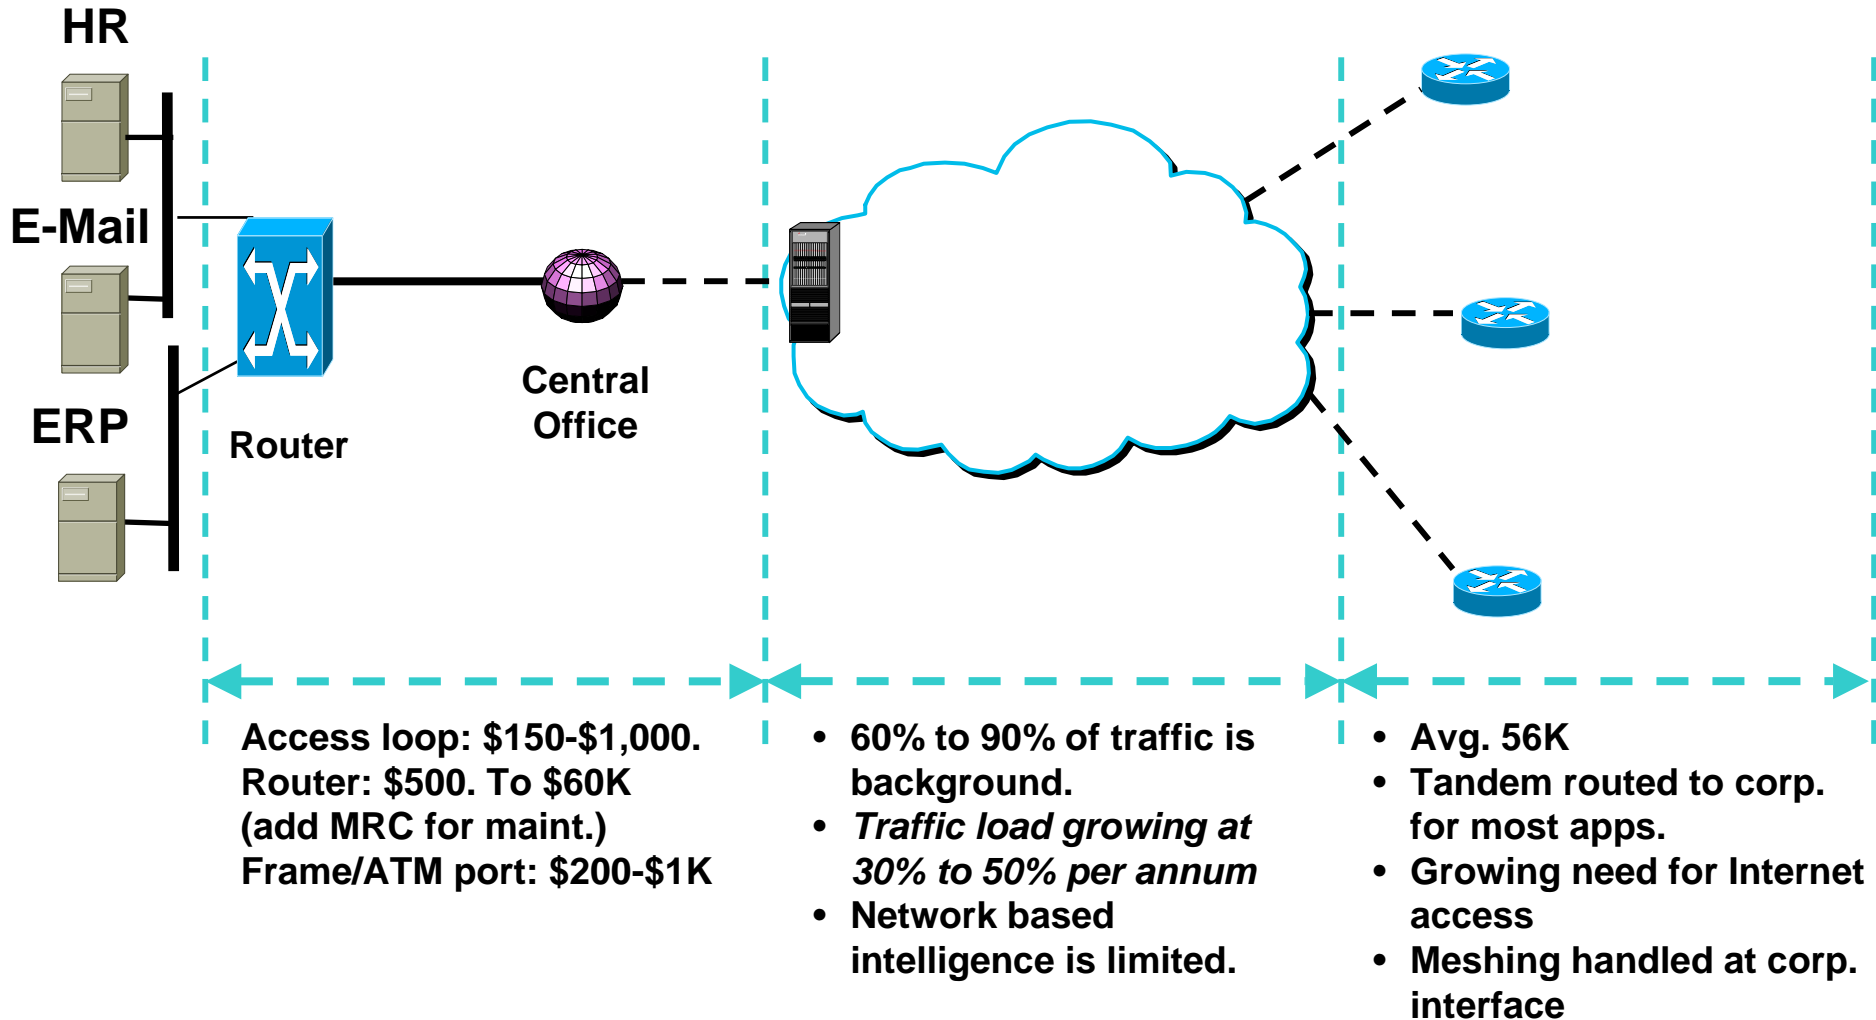 HR
E-Mail
ERP
Router
Central
Office
Access loop: $150-$1,000.
Router: $500. To $60K
(add MRC for maint.)
Frame/ATM port: $200-$1K
• 60% to 90% of traffic is
background.
• Traffic load growing at
30% to 50% per annum
• Network based
intelligence is limited.
• Avg. 56K
• Tandem routed to corp.
for most apps.
• Growing need for Internet
access
• Meshing handled at corp.
interface